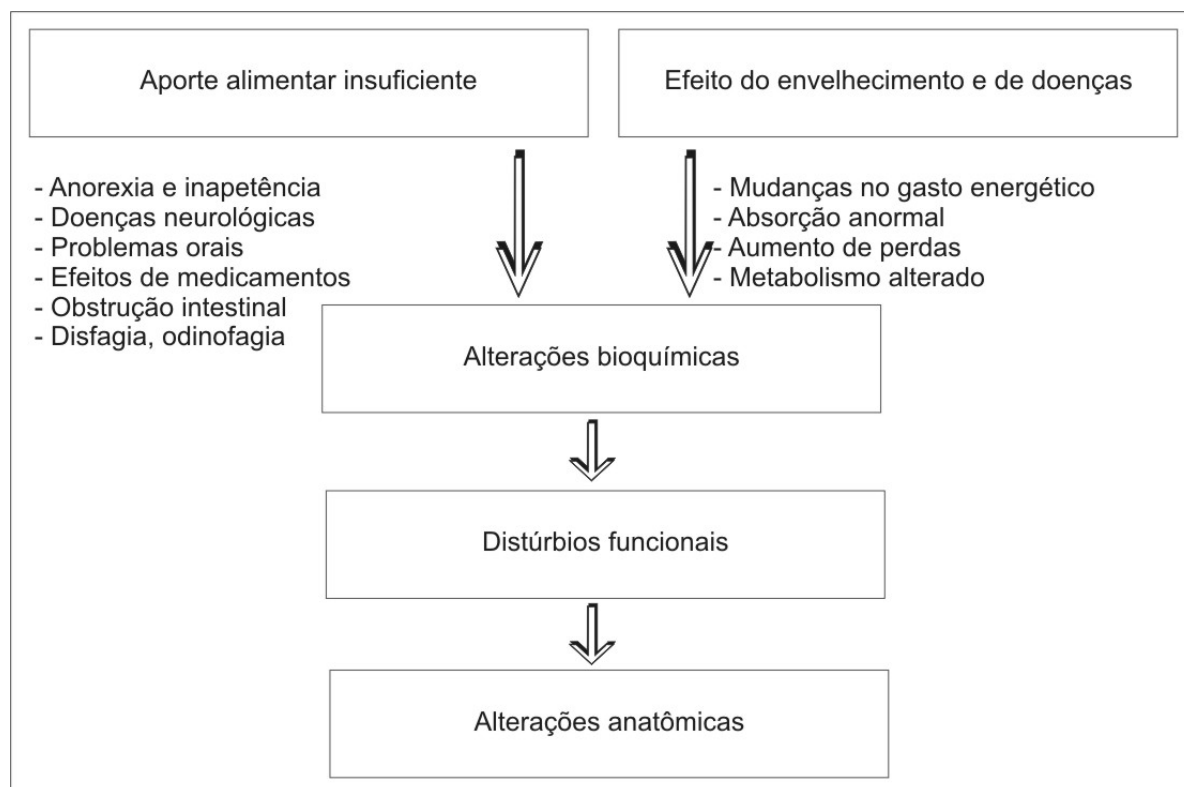 Aporte alimentar insuficiente
Efeito do envelhecimento e de doenças
- Anorexia e inapetência
- Doenças neurológicas
- Problemas orais
- Efeitos de medicamentos
- Obstrução intestinal
- Disfagia, odinofagia
- Mudanças no gasto energético
- Absorção anormal
- Aumento de perdas
- Metabolismo alterado
Alterações bioquímicas
Distúrbios funcionais
Alterações anatômicas